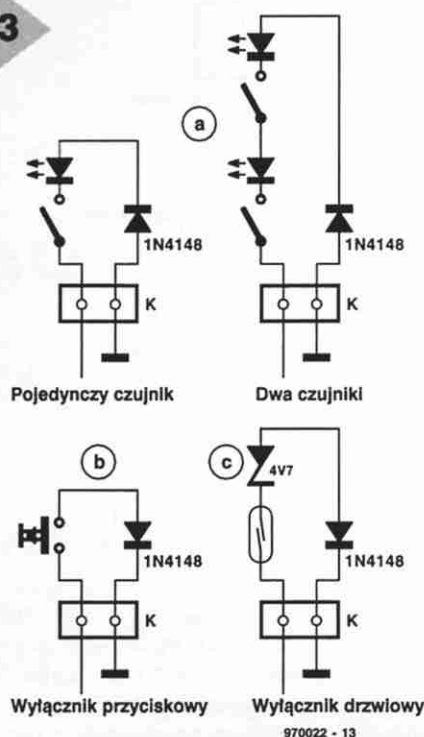 3
a
1N4148
1N4148
K
K
Pojedynczy czujnik
Dwa czujniki
b
c
4V7
1N4148
1N4148
K
K
Wyłącznik przyciskowy
Wyłącznik drzwiowy
970022 - 13